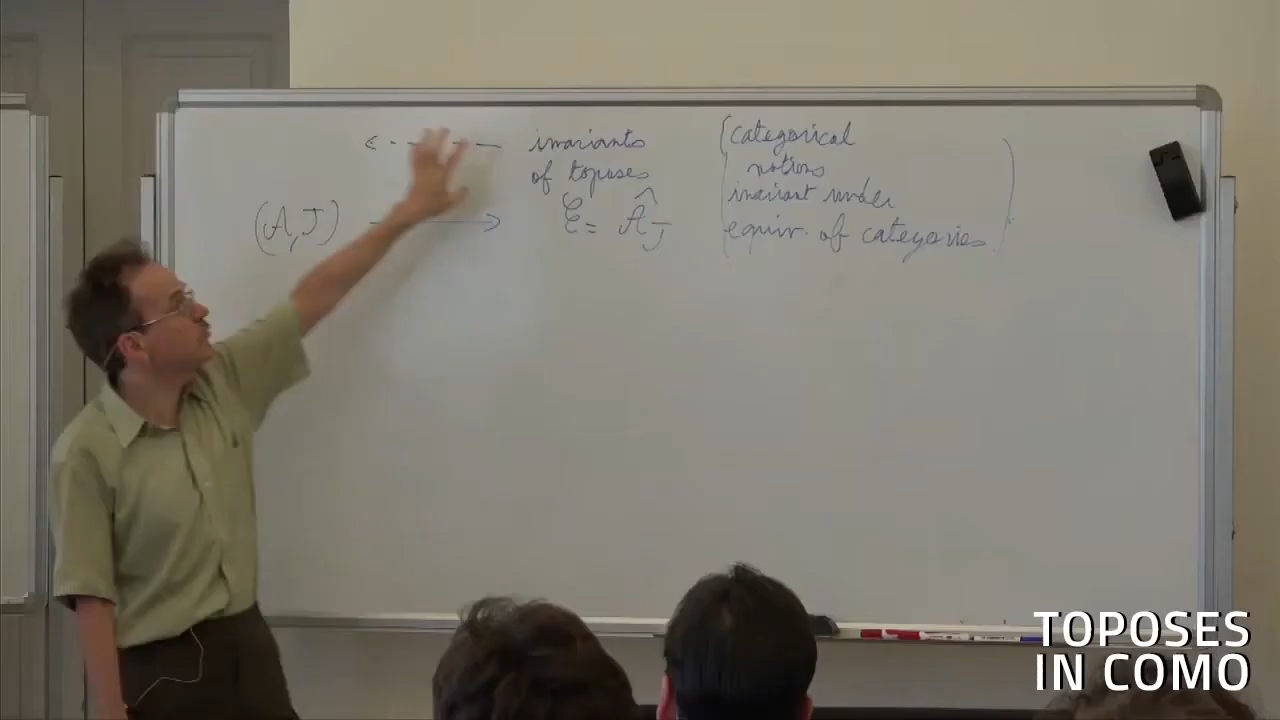 <- - - invariants
of toposes
(A, J) ⟶ ℰ = Â_J
(categorical
notions
invariant under
equiv. of categories)
TOPOSES
IN COMO